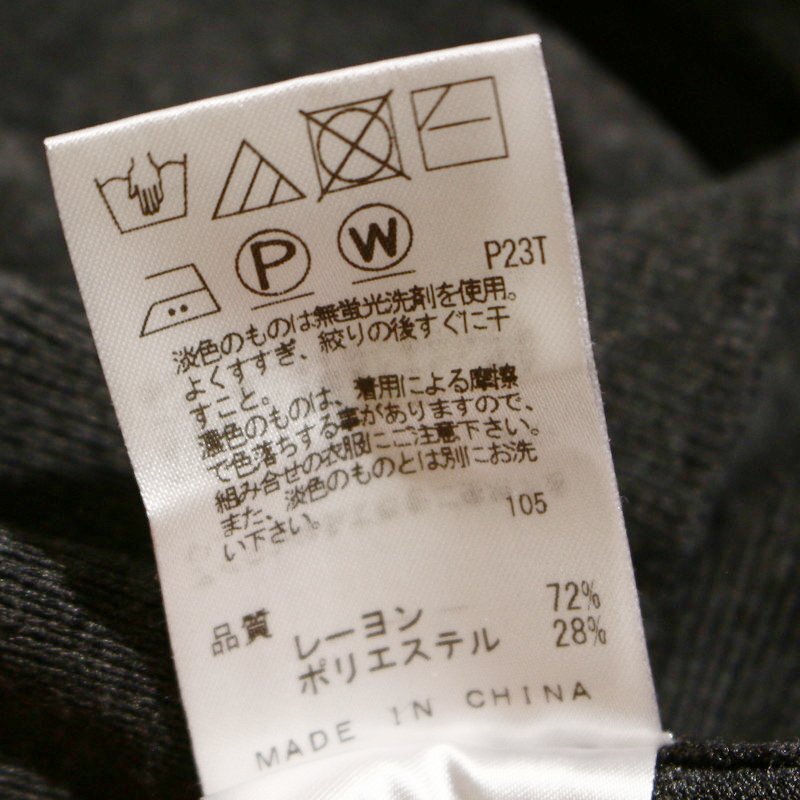 P W P23T
淡色のものは無蛍光洗剤を使用。
よくすすぎ、絞りの後すぐに干
すこと。
濃色のものは、着用による摩擦
で色落ちする事がありますので、
組み合せの衣服にご注意下さい。
また、淡色のものとは別にお洗
い下さい。
105
品質 レーヨン 72%
ポリエステル 28%
MADE IN CHINA